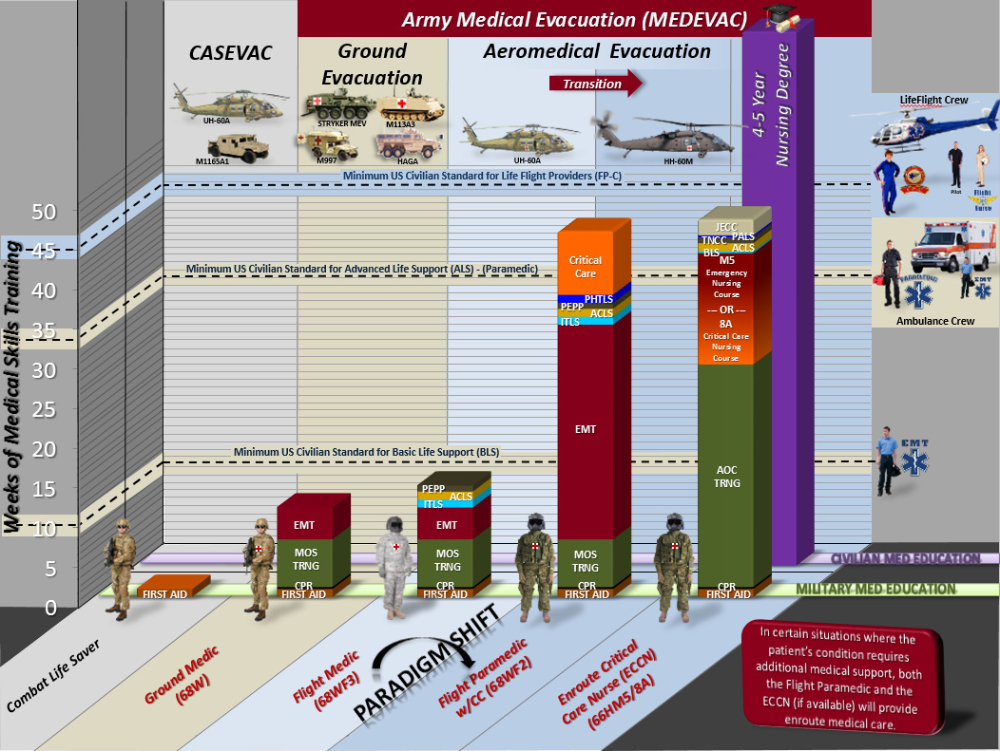 Army Medical Evacuation (MEDEVAC)
CASEVAC
Ground
Evacuation
Aeromedical Evacuation
Transition
UH-60A
M1165A1
STRYKER MEV
M113A3
M997
HAGA
UH-60A
HH-60M
4-5 Year
Nursing Degree
LifeFlight Crew
Pilot
Flight
Nurse
Ambulance Crew
PARAMEDIC
EMT
EMT
Minimum US Civilian Standard for Life Flight Providers (FP-C)
Minimum US Civilian Standard for Advanced Life Support (ALS) - (Paramedic)
Minimum US Civilian Standard for Basic Life Support (BLS)
Weeks of Medical Skills Training
50
45
40
35
30
25
20
15
10
5
0
FIRST AID
EMT
MOS
TRNG
CPR
FIRST AID
PEPP
ACLS
ITLS
EMT
MOS
TRNG
CPR
FIRST AID
Critical
Care
PHTLS
PEPP
ACLS
ITLS
EMT
MOS
TRNG
CPR
FIRST AID
JECC
TNCC
PALS
BLS
ACLS
M5
Emergency
Nursing
Course
--- OR ---
8A
Critical Care
Nursing
Course
AOC
TRNG
CPR
FIRST AID
CIVILIAN MED EDUCATION
MILITARY MED EDUCATION
Combat Life Saver
Ground Medic
(68W)
Flight Medic
(68WF3)
PARADIGM SHIFT
Flight Paramedic
w/CC (68WF2)
Enroute Critical
Care Nurse (ECCN)
(66HM5/8A)
In certain situations where the
patient's condition requires
additional medical support, both
the Flight Paramedic and the
ECCN (if available) will provide
enroute medical care.